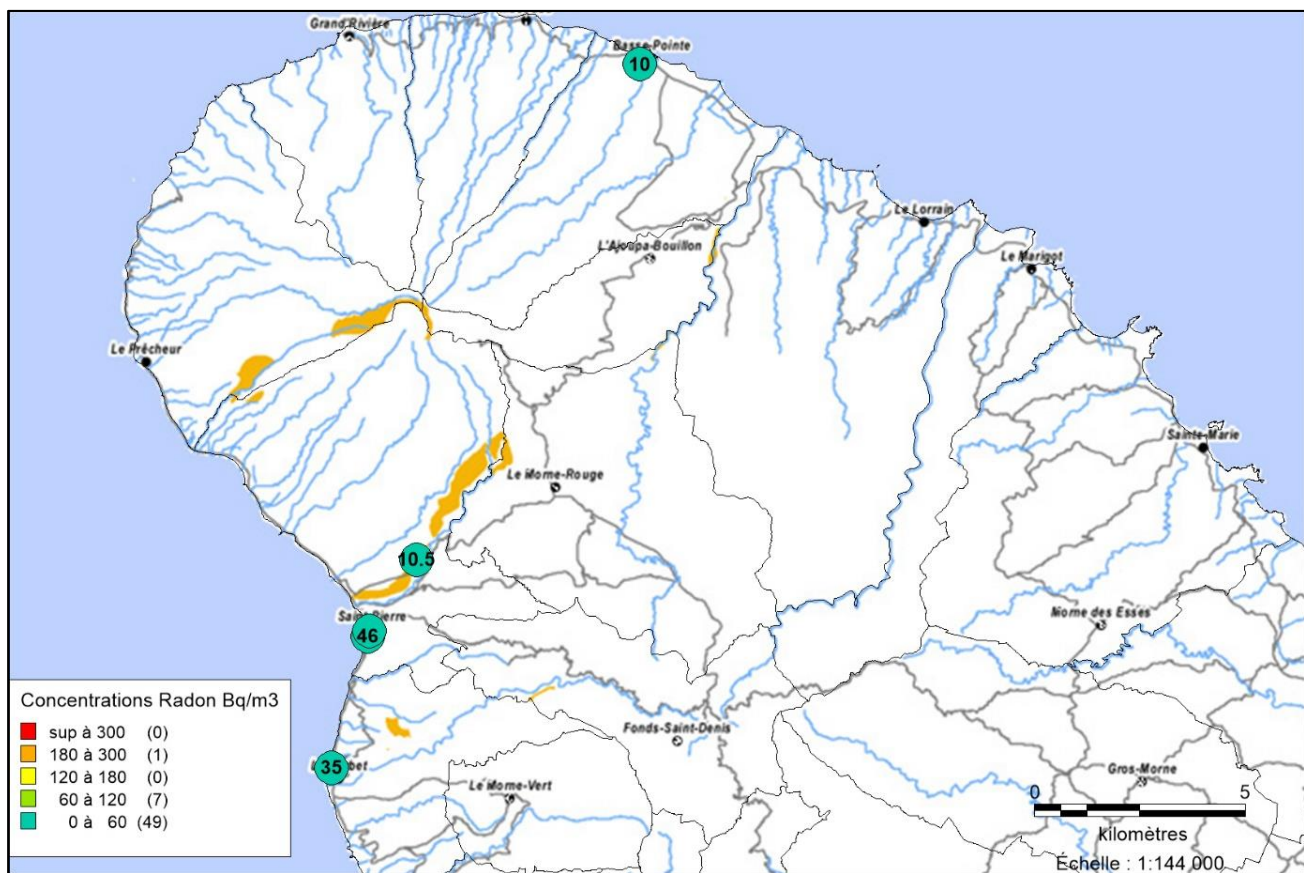 Grand Rivière
Basse-Pointe
10
Le Lorrain
L'Ajoupa-Bouillon
Le Marigot
Le Prêcheur
Sainte-Marie
Le Morne-Rouge
10.5
Morne des Esses
46
Concentrations Radon Bq/m3
sup à 300 (0)
180 à 300 (1)
120 à 180 (0)
60 à 120 (7)
0 à 60 (49)
Fonds-Saint-Denis
35
Gros-Morne
Le Morne-Vert
0 5
kilomètres
Échelle : 1:144 000